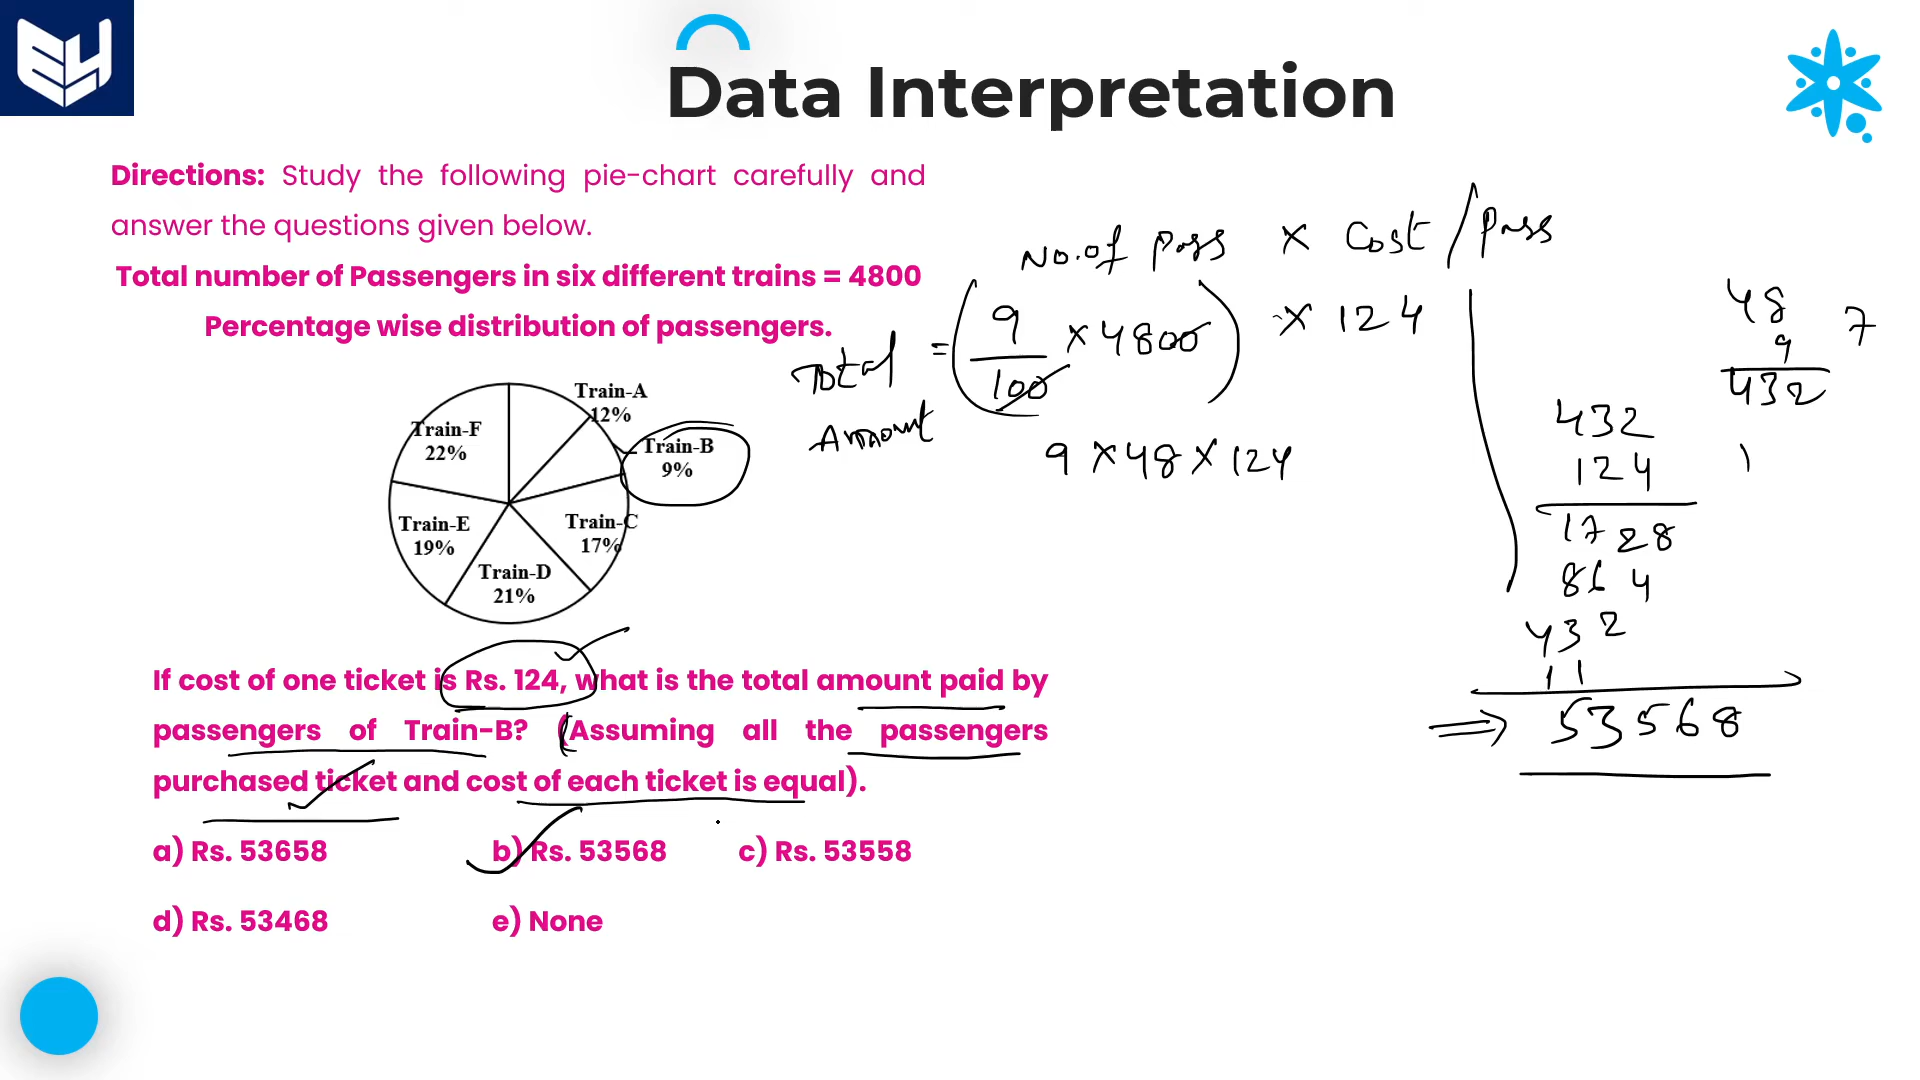 Data Interpretation
Directions: Study the following pie-chart carefully and
answer the questions given below.
Total number of Passengers in six different trains = 4800
Percentage wise distribution of passengers.
Train-A
12%
Train-B
9%
Train-C
17%
Train-D
21%
Train-E
19%
Train-F
22%
If cost of one ticket is Rs. 124, what is the total amount paid by
passengers of Train-B? (Assuming all the passengers
purchased ticket and cost of each ticket is equal).
a) Rs. 53658 b) Rs. 53568 c) Rs. 53558
d) Rs. 53468 e) None
No. of Pass × Cost / Pass
Total Amount = (9/100 × 4800) × 124
9 × 48 × 124
48
9
432
7
432
124
1
1728
864
432
11
⇒ 53568